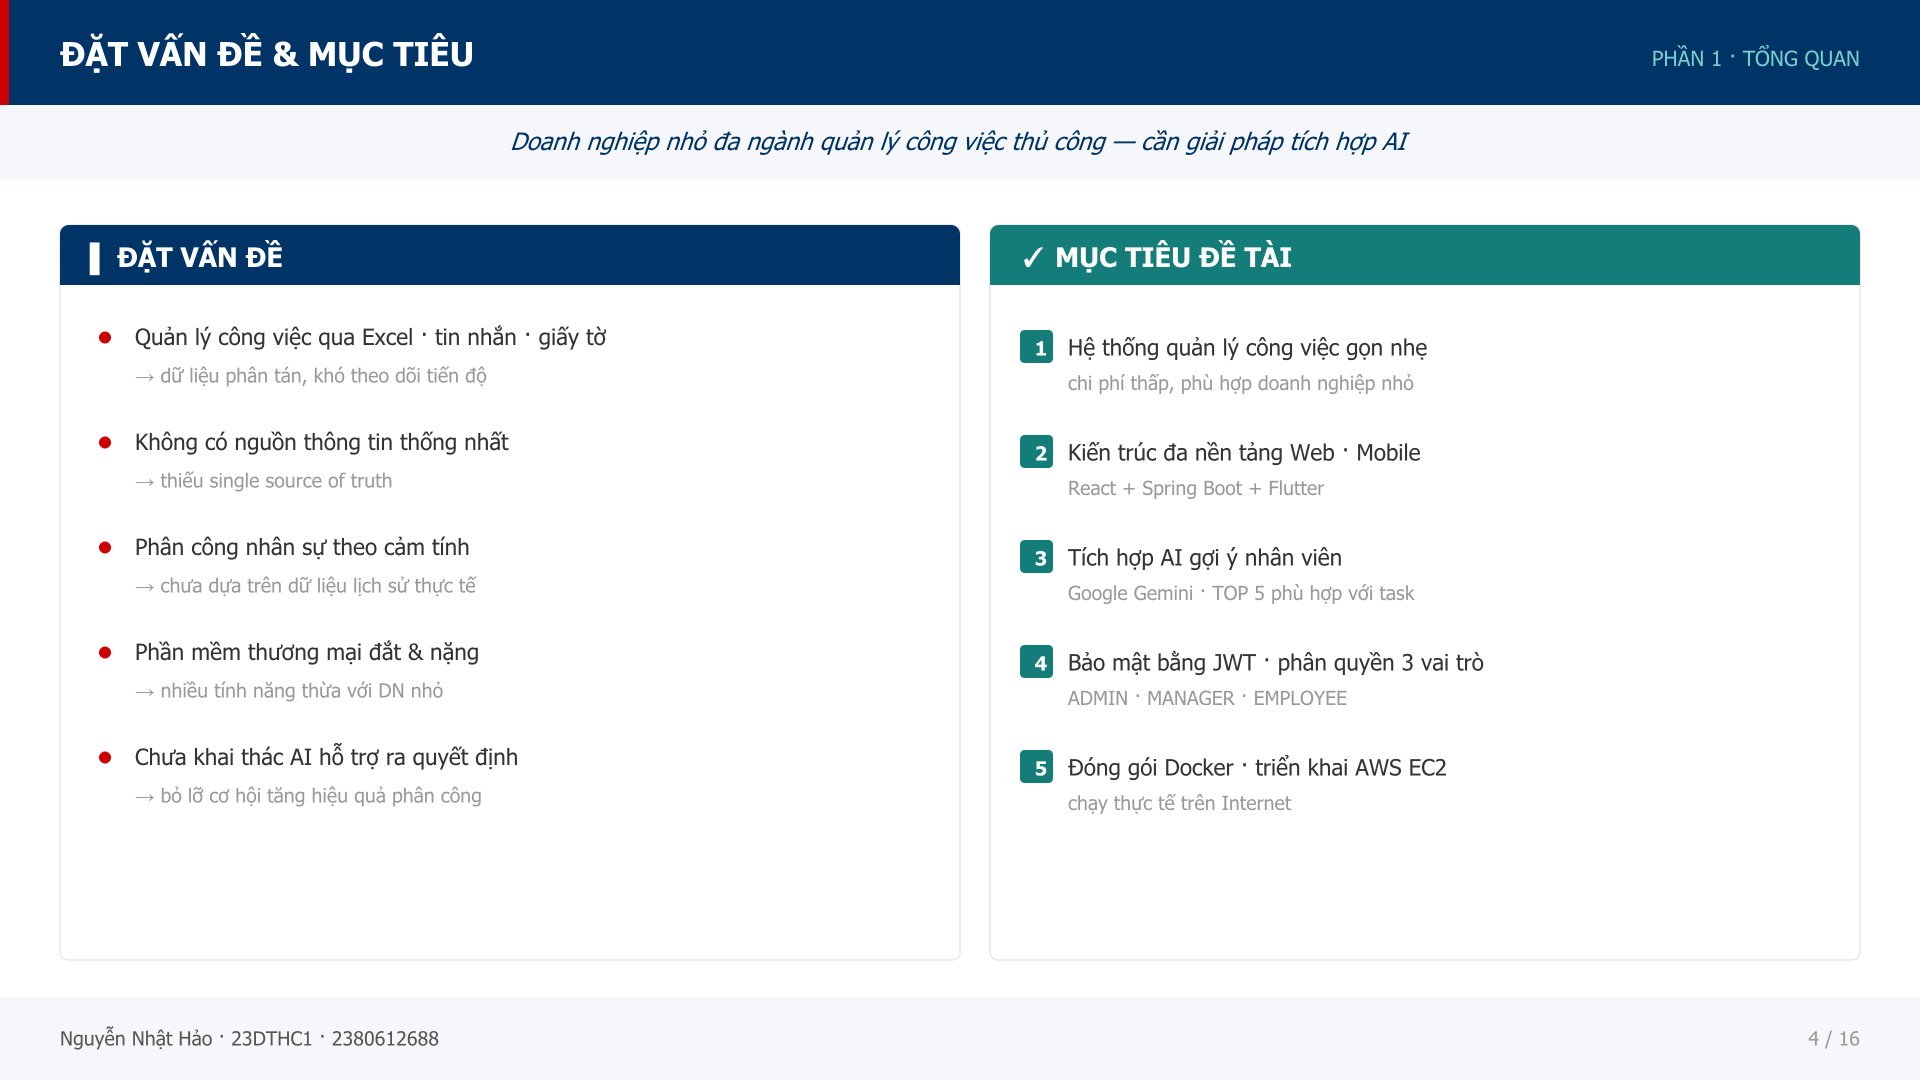 ĐẶT VẤN ĐỀ & MỤC TIÊU
PHẦN 1 · TỔNG QUAN
Doanh nghiệp nhỏ đa ngành quản lý công việc thủ công — cần giải pháp tích hợp AI
▌ ĐẶT VẤN ĐỀ
● Quản lý công việc qua Excel · tin nhắn · giấy tờ
→ dữ liệu phân tán, khó theo dõi tiến độ
● Không có nguồn thông tin thống nhất
→ thiếu single source of truth
● Phân công nhân sự theo cảm tính
→ chưa dựa trên dữ liệu lịch sử thực tế
● Phần mềm thương mại đắt & nặng
→ nhiều tính năng thừa với DN nhỏ
● Chưa khai thác AI hỗ trợ ra quyết định
→ bỏ lỡ cơ hội tăng hiệu quả phân công
✓ MỤC TIÊU ĐỀ TÀI
1 Hệ thống quản lý công việc gọn nhẹ
chi phí thấp, phù hợp doanh nghiệp nhỏ
2 Kiến trúc đa nền tảng Web · Mobile
React + Spring Boot + Flutter
3 Tích hợp AI gợi ý nhân viên
Google Gemini · TOP 5 phù hợp với task
4 Bảo mật bằng JWT · phân quyền 3 vai trò
ADMIN · MANAGER · EMPLOYEE
5 Đóng gói Docker · triển khai AWS EC2
chạy thực tế trên Internet
Nguyễn Nhật Hảo · 23DTHC1 · 2380612688
4 / 16